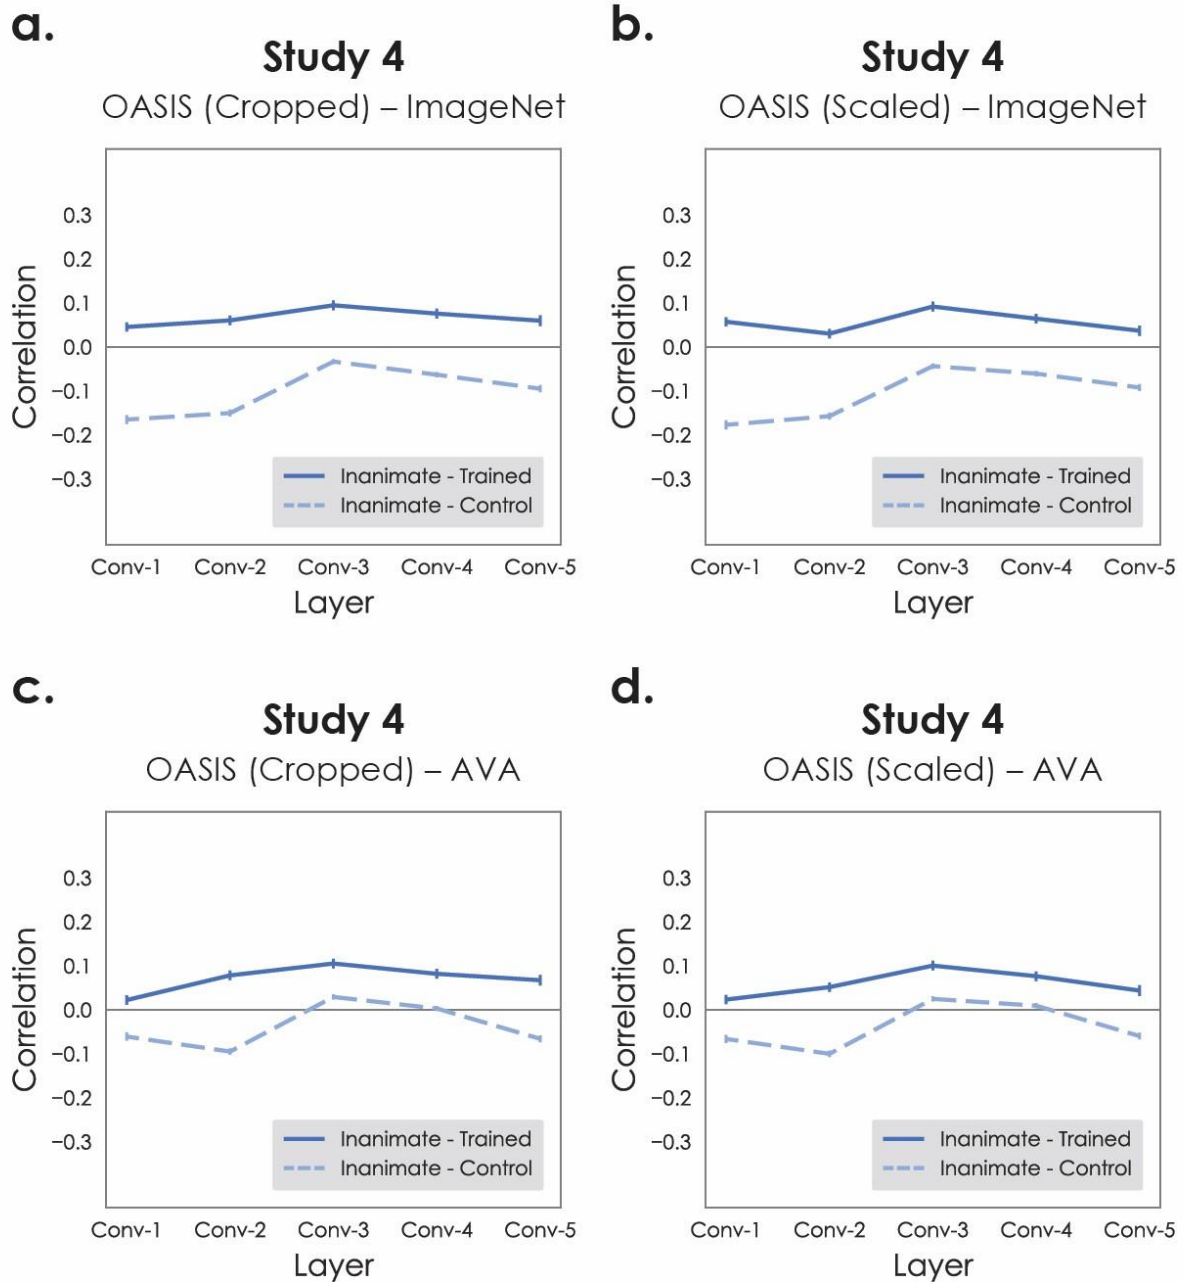 a.
Study 4
OASIS (Cropped) – ImageNet
Correlation
0.3
0.2
0.1
0.0
−0.1
−0.2
−0.3
Inanimate - Trained
Inanimate - Control
Conv-1 Conv-2 Conv-3 Conv-4 Conv-5
Layer
b.
Study 4
OASIS (Scaled) – ImageNet
Correlation
0.3
0.2
0.1
0.0
−0.1
−0.2
−0.3
Inanimate - Trained
Inanimate - Control
Conv-1 Conv-2 Conv-3 Conv-4 Conv-5
Layer
c.
Study 4
OASIS (Cropped) – AVA
Correlation
0.3
0.2
0.1
0.0
−0.1
−0.2
−0.3
Inanimate - Trained
Inanimate - Control
Conv-1 Conv-2 Conv-3 Conv-4 Conv-5
Layer
d.
Study 4
OASIS (Scaled) – AVA
Correlation
0.3
0.2
0.1
0.0
−0.1
−0.2
−0.3
Inanimate - Trained
Inanimate - Control
Conv-1 Conv-2 Conv-3 Conv-4 Conv-5
Layer